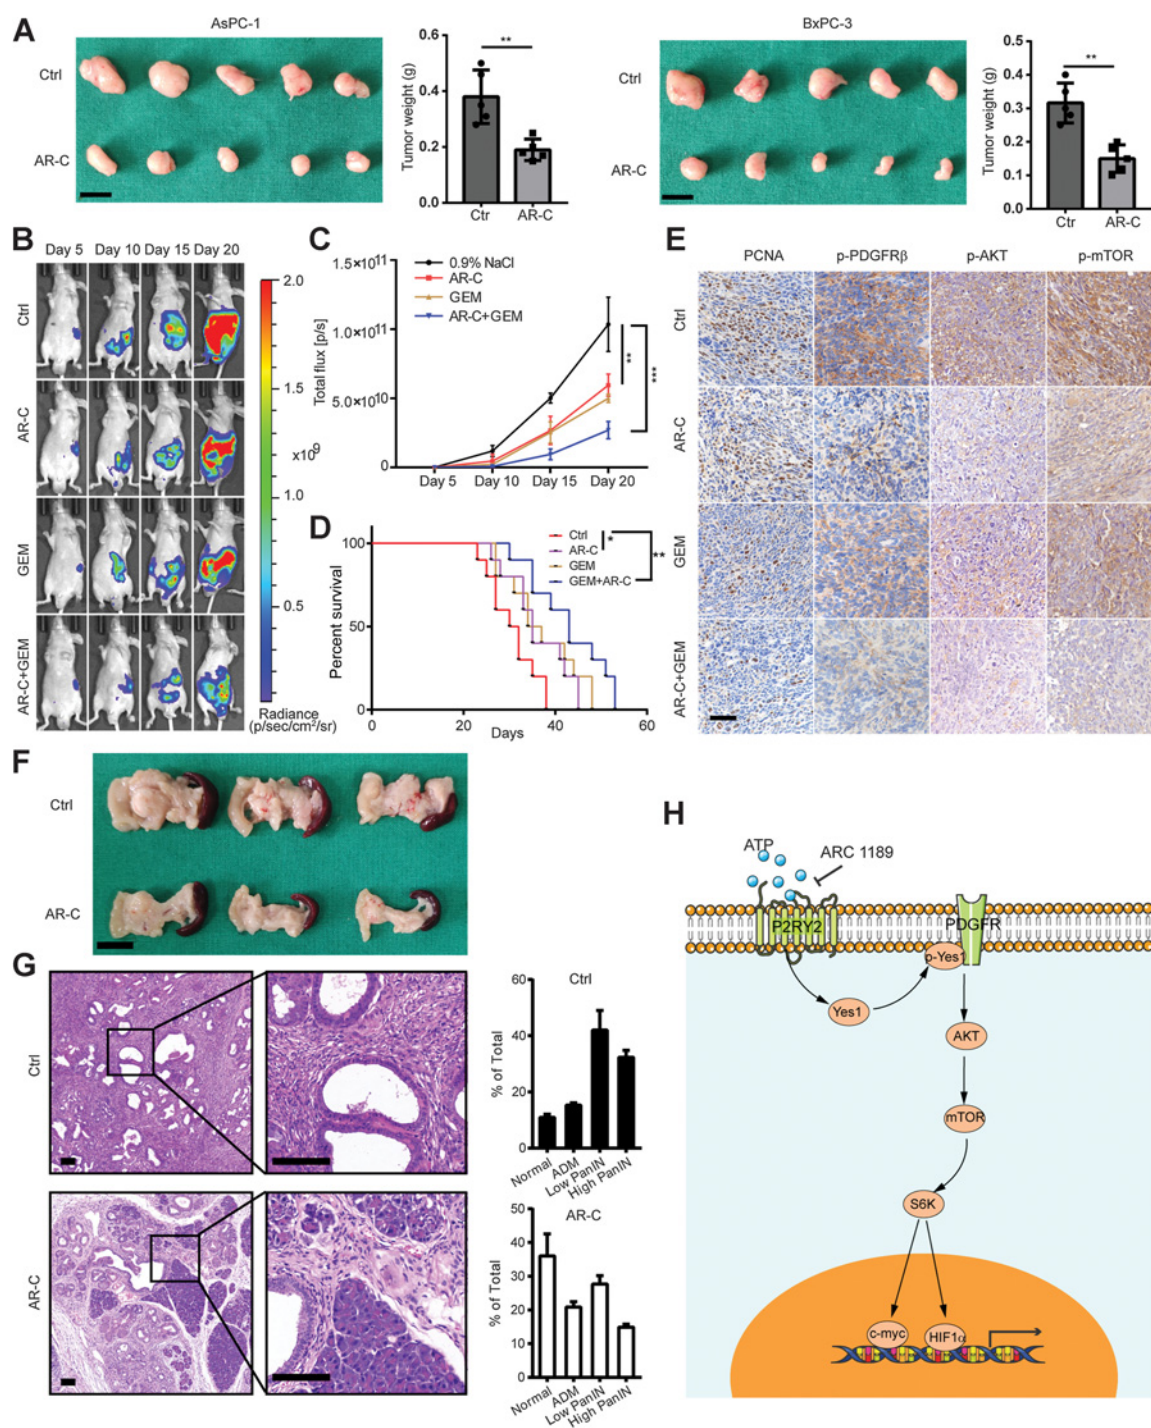 A
AsPC-1
Ctrl
AR-C
Tumor weight (g)
0.6
0.4
0.2
0.0
**
Ctr
AR-C
BxPC-3
Ctrl
AR-C
Tumor weight (g)
0.5
0.4
0.3
0.2
0.1
0.0
**
Ctr
AR-C
B
Day 5 Day 10 Day 15 Day 20
Ctrl
AR-C
GEM
AR-C+GEM
2.0
1.5
x10⁹
1.0
0.5
Radiance
(p/sec/cm²/sr)
C
Total flux [p/s]
1.5×10¹¹
1.0×10¹¹
5.0×10¹⁰
0
0.9% NaCl
AR-C
GEM
AR-C+GEM
**
***
Day 5 Day 10 Day 15 Day 20
D
Percent survival
100
50
0
Ctrl
AR-C
GEM
GEM+AR-C
*
**
0 20 40 60
Days
E
PCNA p-PDGFRβ p-AKT p-mTOR
Ctrl
AR-C
GEM
AR-C+GEM
F
Ctrl
AR-C
G
Ctrl
AR-C
Ctrl
% of Total
60
40
20
0
Normal
ADM
Low PanIN
High PanIN
AR-C
% of Total
50
40
30
20
10
0
Normal
ADM
Low PanIN
High PanIN
H
ATP
ARC 1189
P2RY2
PDGFR
p-Yes1
Yes1
AKT
mTOR
S6K
c-myc
HIF1α